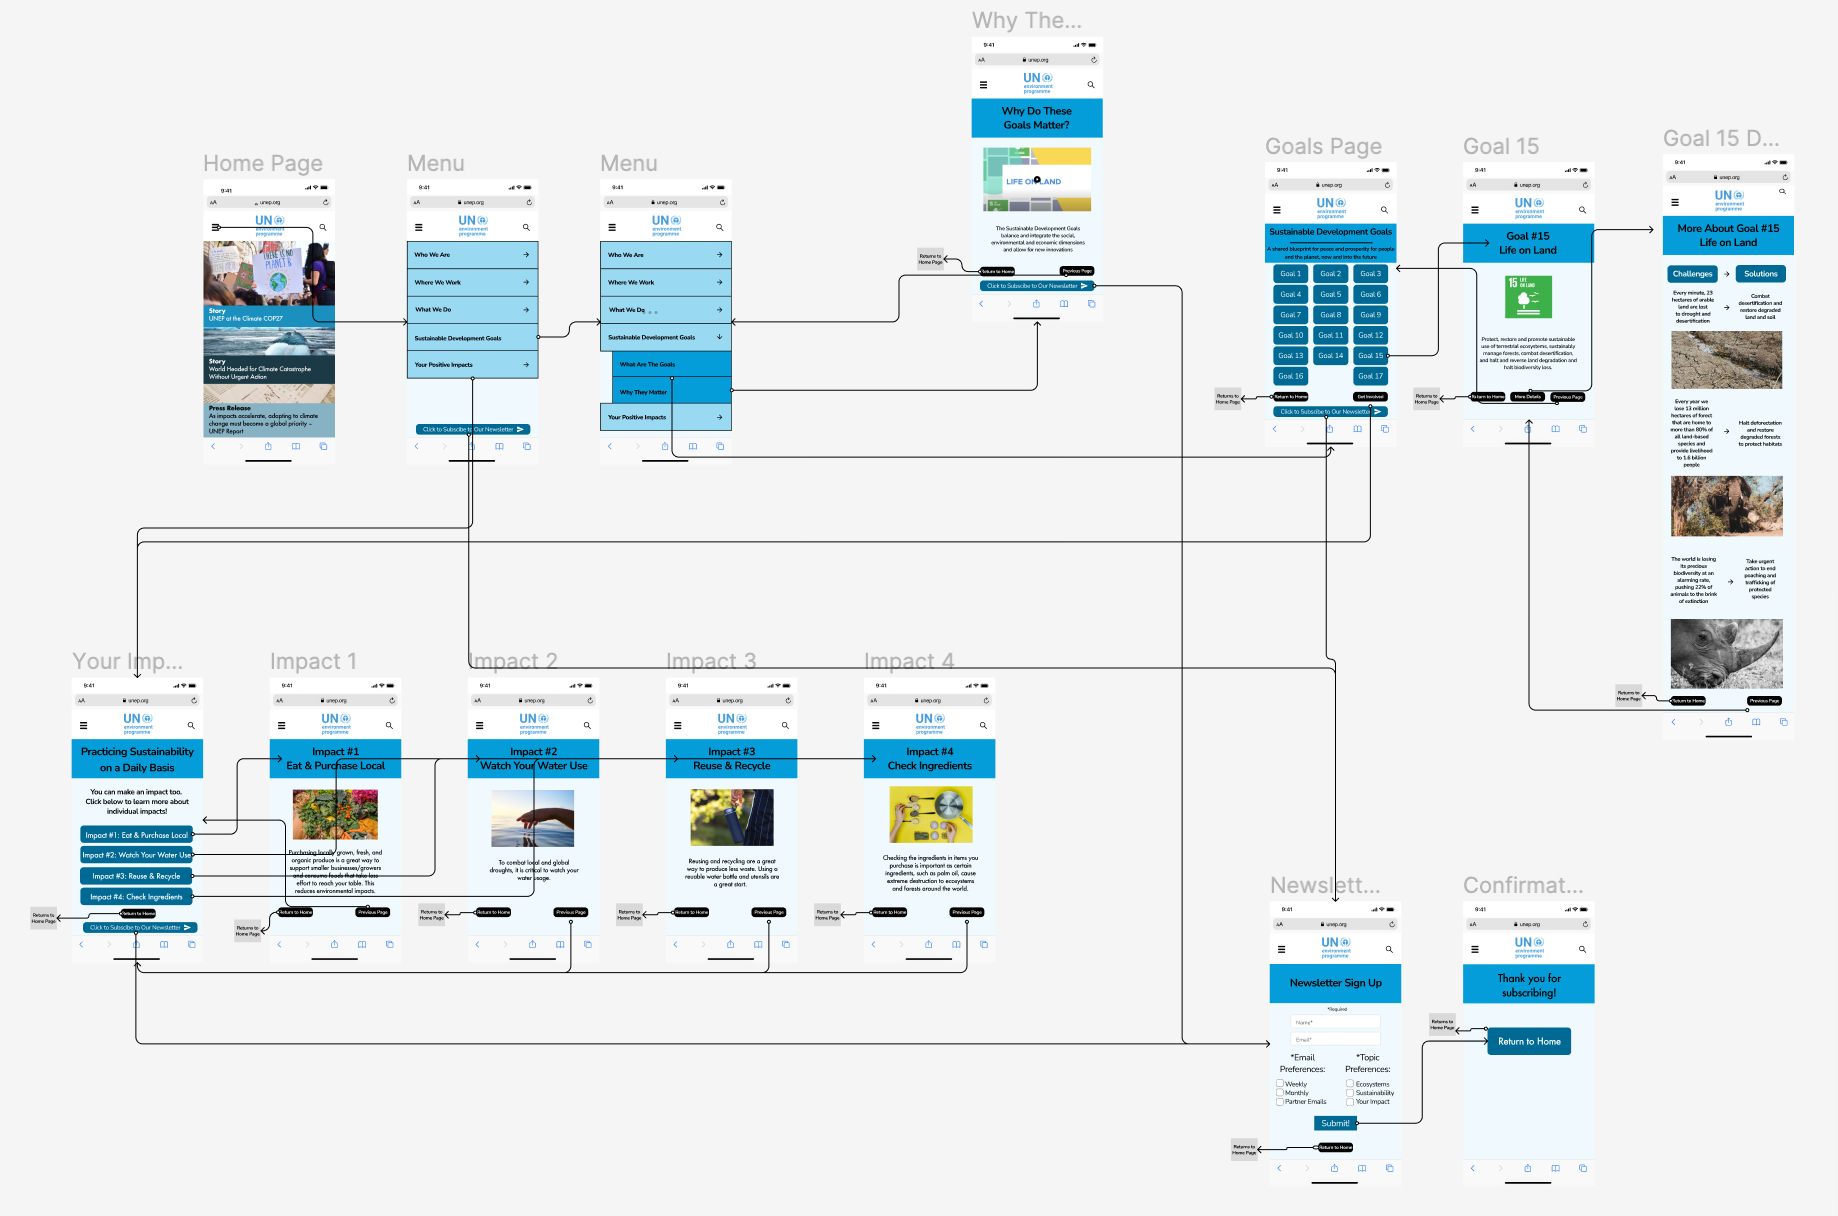 Why The...
9:41
AA unep.org
UN
environment
programme
Why Do These
Goals Matter?
LIFE ON LAND
The Sustainable Development Goals
balance and integrate the social,
environmental and economic dimensions
and allow for new innovations
Returns to
Home Page
Return to Home
Previous Page
Click to Subscibe to Our Newsletter
Home Page
9:41
AA unep.org
UN
environment
programme
THERE IS NO
PLANET B
Story
UNEP at the Climate COP27
Story
World Headed for Climate Catastrophe
Without Urgent Action
Press Release
As impacts accelerate, adapting to climate
change must become a global priority –
UNEP Report
Menu
9:41
AA unep.org
UN
environment
programme
Who We Are
Where We Work
What We Do
Sustainable Development Goals
Your Positive Impacts
Click to Subscibe to Our Newsletter
Menu
9:41
AA unep.org
UN
environment
programme
Who We Are
Where We Work
What We Do
Sustainable Development Goals
What Are The Goals
Why They Matter
Your Positive Impacts
Goals Page
9:41
AA unep.org
UN
environment
programme
Sustainable Development Goals
A shared blueprint for peace and prosperity for people
and the planet, now and into the future
Goal 1 Goal 2 Goal 3
Goal 4 Goal 5 Goal 6
Goal 7 Goal 8 Goal 9
Goal 10 Goal 11 Goal 12
Goal 13 Goal 14 Goal 15
Goal 16 Goal 17
Returns to
Home Page
Return to Home
Get Involved
Click to Subscibe to Our Newsletter
Goal 15
9:41
AA unep.org
UN
environment
programme
Goal #15
Life on Land
15 LIFE
ON LAND
Protect, restore and promote sustainable
use of terrestrial ecosystems, sustainably
manage forests, combat desertification,
and halt and reverse land degradation and
halt biodiversity loss.
Returns to
Home Page
Return to Home
More Details
Previous Page
Goal 15 D...
9:41
AA unep.org
UN
environment
programme
More About Goal #15
Life on Land
Challenges
Solutions
Every minute, 23
hectares of arable
land are lost
to drought and
desertification
Combat
desertification and
restore degraded
land and soil
Every year we
lose 13 million
hectares of forest
that are home to
more than 80% of
all land-based
species and
provide livelihood
to 1.6 billion
people
Halt deforectation
and restore
degraded forests
to protect habitats
The world is losing
its precious
biodiversity at an
alarming rate,
pushing 22% of
animals to the brink
of extinction
Take urgent
action to end
poaching and
trafficking of
protected
species
Returns to
Home Page
Return to Home
Previous Page
Your Imp...
9:41
AA unep.org
UN
environment
programme
Practicing Sustainability
on a Daily Basis
You can make an impact too.
Click below to learn more about
individual impacts!
Impact #1: Eat & Purchase Local
Impact #2: Watch Your Water Use
Impact #3: Reuse & Recycle
Impact #4: Check Ingredients
Returns to
Home Page
Return to Home
Click to Subscibe to Our Newsletter
Impact 1
9:41
AA unep.org
UN
environment
programme
Impact #1
Eat & Purchase Local
Purchasing locally grown, fresh, and
organic produce is a great way to
support smaller businesses/growers
and consume foods that take less
effort to reach your table. This
reduces environmental impacts.
Returns to
Home Page
Return to Home
Previous Page
Impact 2
9:41
AA unep.org
UN
environment
programme
Impact #2
Watch Your Water Use
To combat local and global
droughts, it is critical to watch your
water usage.
Returns to
Home Page
Return to Home
Previous Page
Impact 3
9:41
AA unep.org
UN
environment
programme
Impact #3
Reuse & Recycle
Reusing and recycling are a great
way to produce less waste. Using a
reuable water bottle and utensils are
a great start.
Returns to
Home Page
Return to Home
Previous Page
Impact 4
9:41
AA unep.org
UN
environment
programme
Impact #4
Check Ingredients
Checking the ingredients in items you
purchase is important as certain
ingredients, such as palm oil, cause
extreme destruction to ecosystems
and forests around the world.
Returns to
Home Page
Return to Home
Previous Page
Newslett...
9:41
AA unep.org
UN
environment
programme
Newsletter Sign Up
*Required
Name*
Email*
*Email
Preferences:
*Topic
Preferences:
Weekly
Monthly
Partner Emails
Ecosystems
Sustainability
Your Impact
Submit!
Returns to
Home Page
Return to Home
Confirmat...
9:41
AA unep.org
UN
environment
programme
Thank you for
subscribing!
Returns to
Home Page
Return to Home